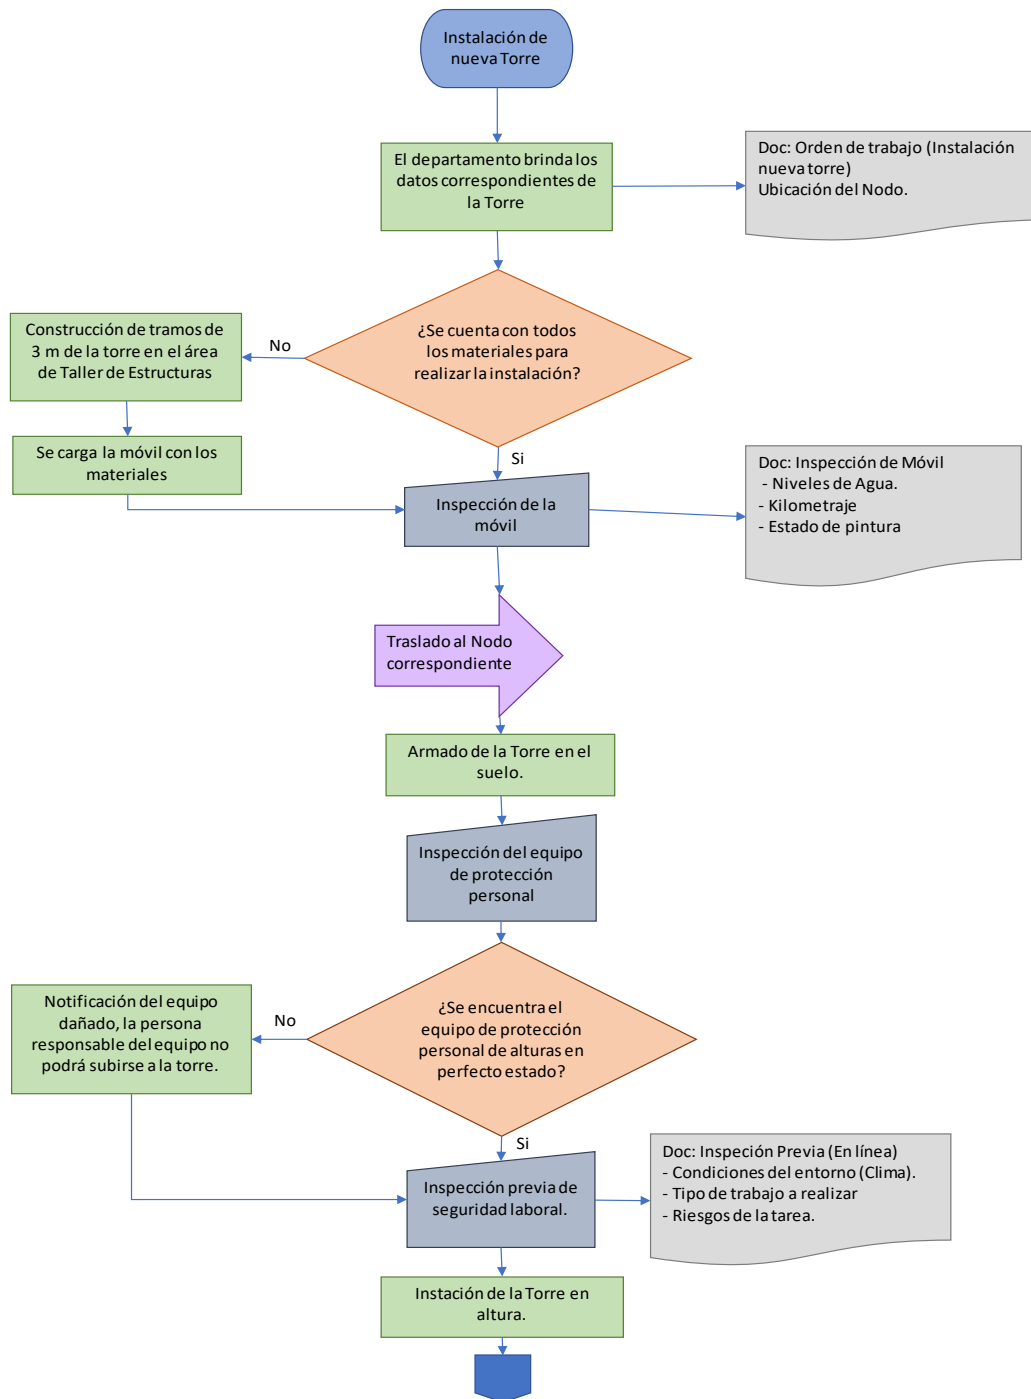 Instalación de
nueva Torre
El departamento brinda los
datos correspondientes de
la Torre
Doc: Orden de trabajo (Instalación
nueva torre)
Ubicación del Nodo.
¿Se cuenta con todos
los materiales para
realizar la instalación?
No
Construcción de tramos de
3 m de la torre en el área
de Taller de Estructuras
Se carga la móvil con los
materiales
Si
Inspección de la
móvil
Doc: Inspección de Móvil
- Niveles de Agua.
- Kilometraje
- Estado de pintura
Traslado al Nodo
correspondiente
Armado de la Torre en el
suelo.
Inspección del equipo
de protección
personal
¿Se encuentra el
equipo de protección
personal de alturas en
perfecto estado?
No
Notificación del equipo
dañado, la persona
responsable del equipo no
podrá subirse a la torre.
Si
Inspección previa de
seguridad laboral.
Doc: Inspeción Previa (En línea)
- Condiciones del entorno (Clima).
- Tipo de trabajo a realizar
- Riesgos de la tarea.
Instación de la Torre en
altura.